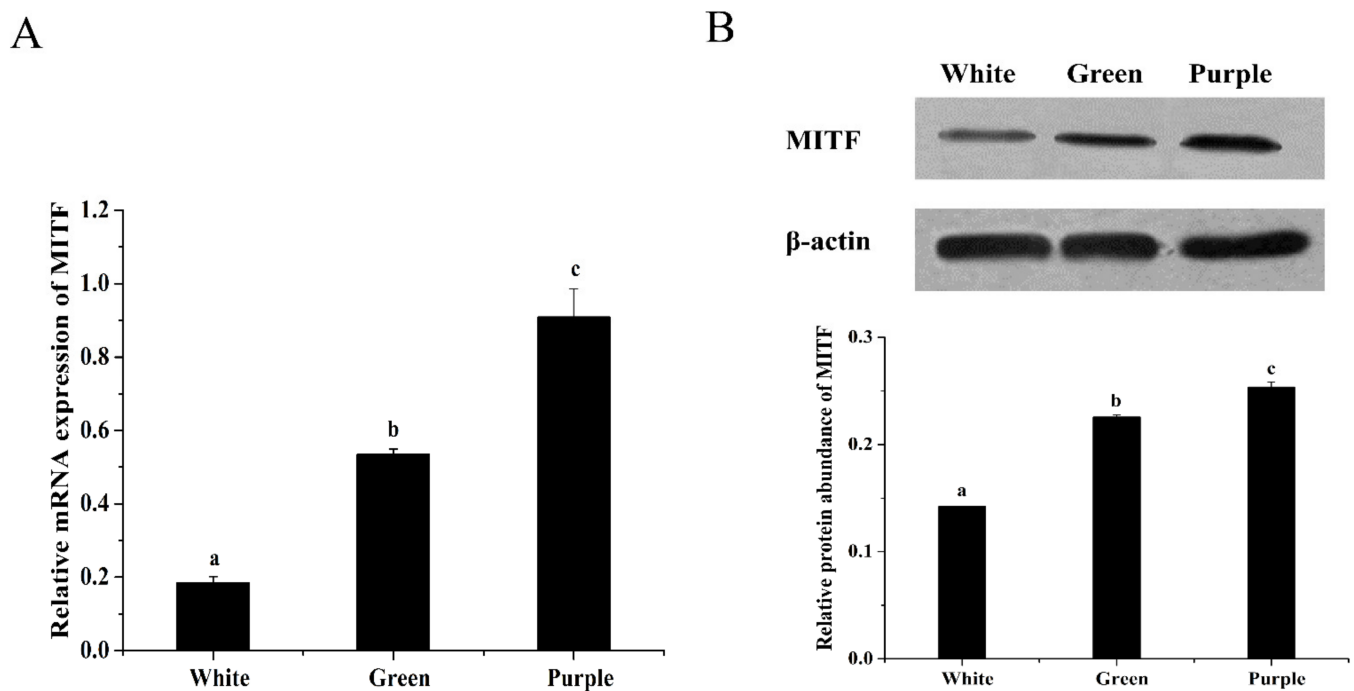 A
Relative mRNA expression of MITF
1.2
1.0
0.8
0.6
0.4
0.2
0.0
a
b
c
White Green Purple
B
White Green Purple
MITF
β-actin
Relative protein abundance of MITF
0.3
0.2
0.1
0.0
a
b
c
White Green Purple